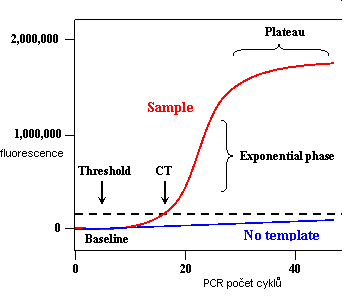 Plateau
2,000,000
Sample
1,000,000
fluorescence
Exponential phase
Threshold
CT
0
Baseline
No template
0
20
40
PCR počet cyklů